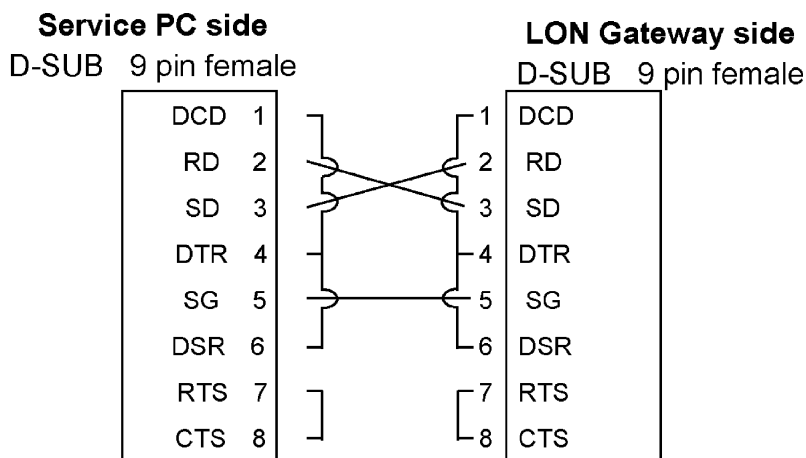 Service PC side
D-SUB 9 pin female
LON Gateway side
D-SUB 9 pin female
DCD 1
RD 2
SD 3
DTR 4
SG 5
DSR 6
RTS 7
CTS 8
1 DCD
2 RD
3 SD
4 DTR
5 SG
6 DSR
7 RTS
8 CTS